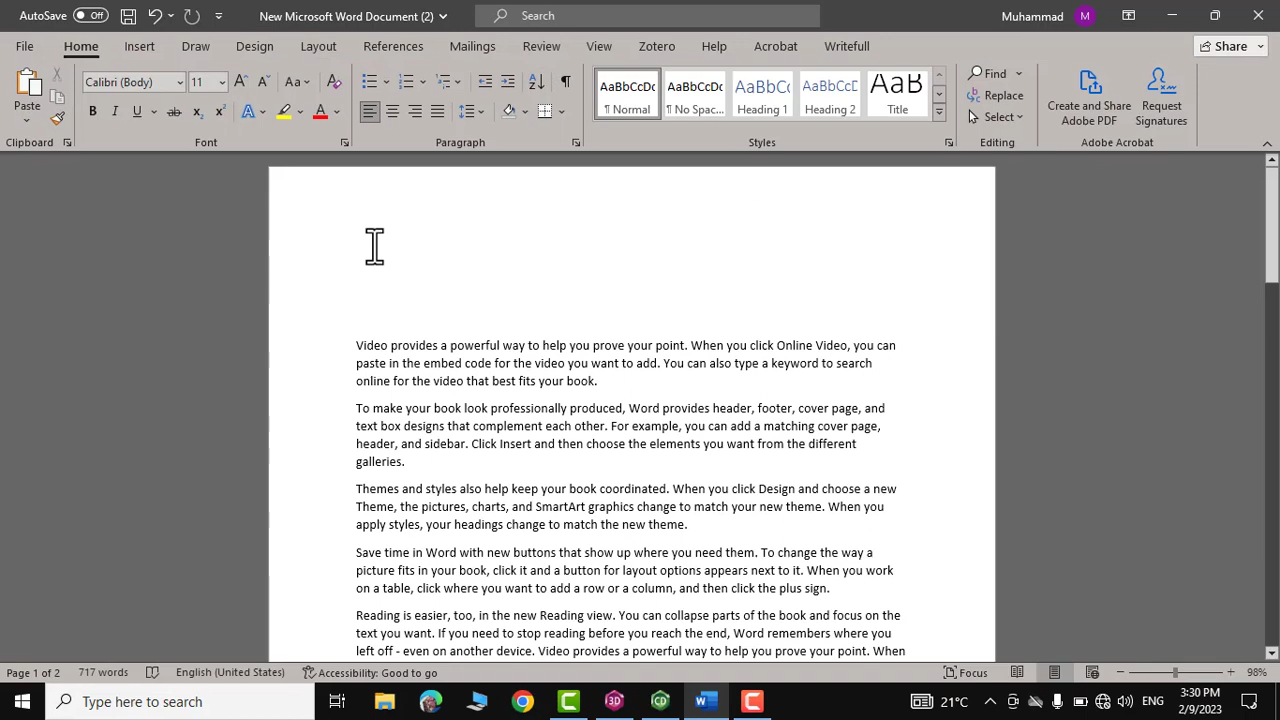 AutoSave Off New Microsoft Word Document (2) Search Muhammad M
File Home Insert Draw Design Layout References Mailings Review View Zotero Help Acrobat Writefull Share
Paste Calibri (Body) 11 Aa AaBbCcDc AaBbCcDc AaBbCc AaBbCcD AaB Find
¶ Normal ¶ No Spac... Heading 1 Heading 2 Title Replace
Select
Create and Share Adobe PDF
Request Signatures
Clipboard Font Paragraph Styles Editing Adobe Acrobat
Video provides a powerful way to help you prove your point. When you click Online Video, you can
paste in the embed code for the video you want to add. You can also type a keyword to search
online for the video that best fits your book.
To make your book look professionally produced, Word provides header, footer, cover page, and
text box designs that complement each other. For example, you can add a matching cover page,
header, and sidebar. Click Insert and then choose the elements you want from the different
galleries.
Themes and styles also help keep your book coordinated. When you click Design and choose a new
Theme, the pictures, charts, and SmartArt graphics change to match your new theme. When you
apply styles, your headings change to match the new theme.
Save time in Word with new buttons that show up where you need them. To change the way a
picture fits in your book, click it and a button for layout options appears next to it. When you work
on a table, click where you want to add a row or a column, and then click the plus sign.
Reading is easier, too, in the new Reading view. You can collapse parts of the book and focus on the
text you want. If you need to stop reading before you reach the end, Word remembers where you
left off - even on another device. Video provides a powerful way to help you prove your point. When
Page 1 of 2 717 words English (United States) Accessibility: Good to go Focus 98%
Type here to search 21°C ENG 3:30 PM
2/9/2023